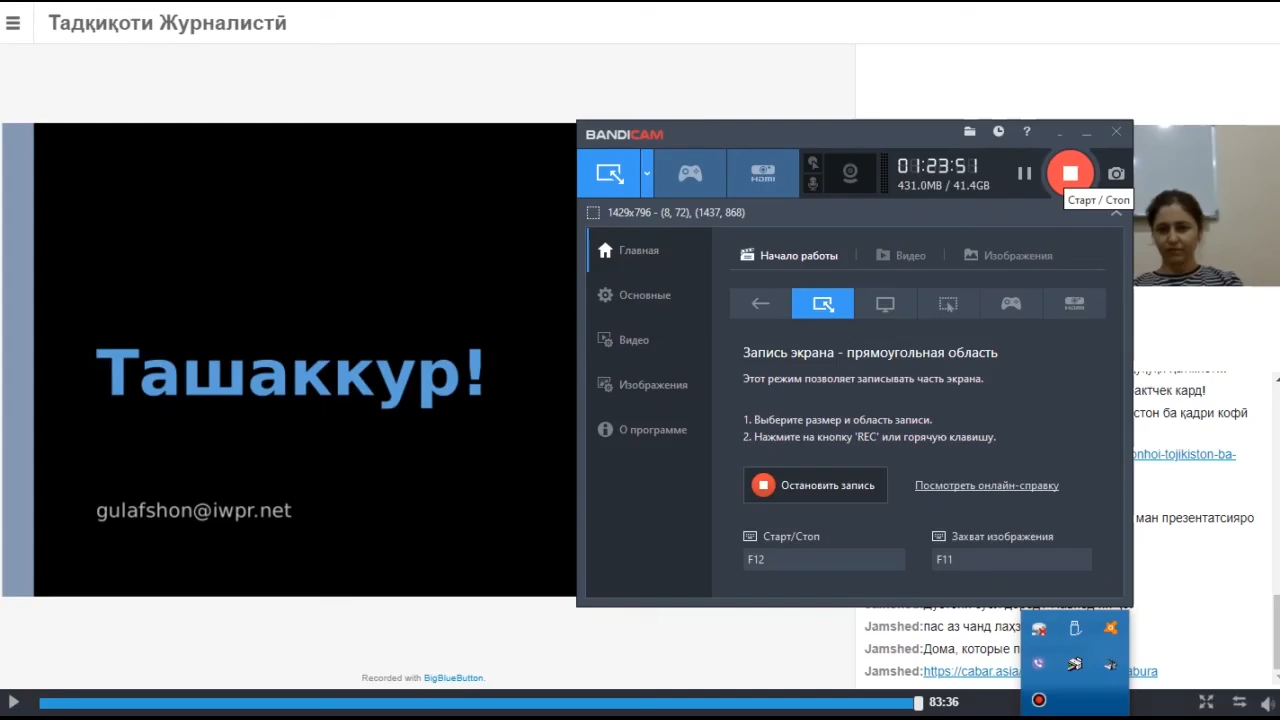 Тадқиқоти Журналистӣ
BANDICAM
?
HDMI
01:23:51
431.0MB / 41.4GB
Старт / Стоп
1429x796 - (8, 72), (1437, 868)
Главная
Основные
Видео
Изображения
О программе
Начало работы
Видео
Изображения
HDMI
Запись экрана - прямоугольная область
Этот режим позволяет записывать часть экрана.
1. Выберите размер и область записи.
2. Нажмите на кнопку 'REC' или горячую клавишу.
Остановить запись
Посмотреть онлайн-справку
Старт/Стоп
Захват изображения
F12
F11
Ташаккур!
gulafshon@iwpr.net
актчек кард!
стон ба қадри кофӣ
onhoi-tojikiston-ba-
ман презентатсияро
Jamshed:пас аз чанд лаҳз
Jamshed:Дома, которые п
Jamshed:https://cabar.asia/
abura
Recorded with BigBlueButton.
83:36